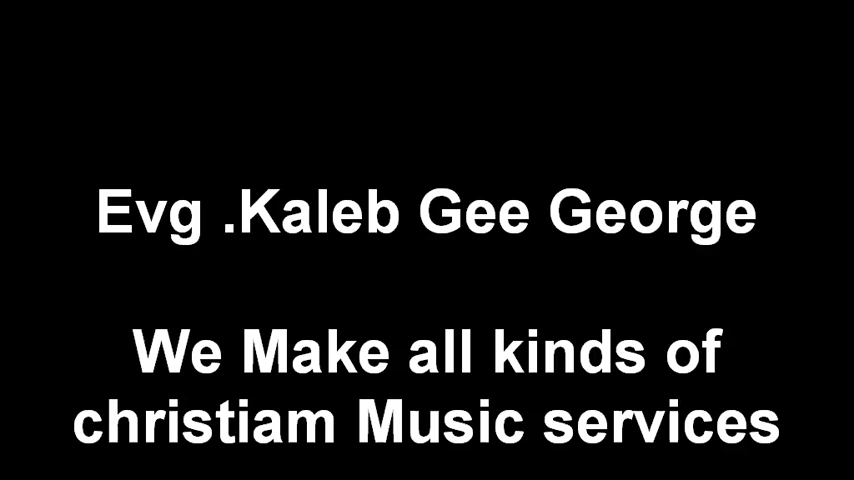 Evg .Kaleb Gee George
We Make all kinds of
christiam Music services